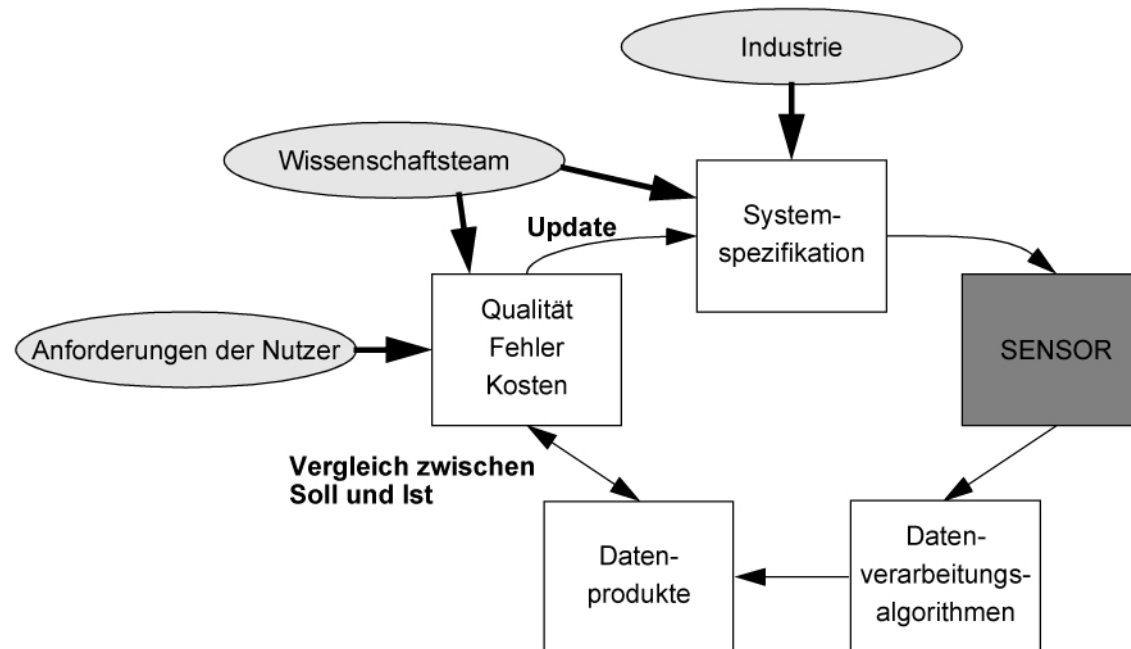 Industrie
Wissenschaftsteam
System-
spezifikation
Update
Qualität
Fehler
Kosten
Anforderungen der Nutzer
SENSOR
Vergleich zwischen
Soll und Ist
Daten-
produkte
Daten-
verarbeitungs-
algorithmen